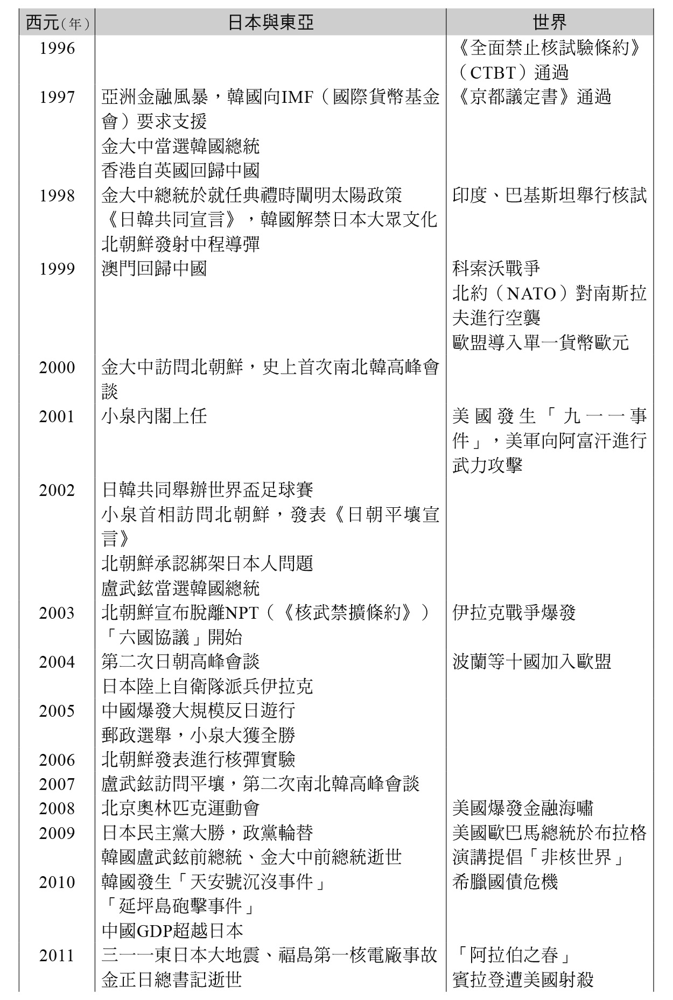 西元（年） 日本與東亞 世界
1996 《全面禁止核試驗條約》
（CTBT）通過
1997 亞洲金融風暴，韓國向IMF（國際貨幣基金 《京都議定書》通過
會）要求支援
金大中當選韓國總統
香港自英國回歸中國
1998 金大中總統於就任典禮時闡明太陽政策 印度、巴基斯坦舉行核試
《日韓共同宣言》，韓國解禁日本大眾文化
北朝鮮發射中程導彈
1999 澳門回歸中國 科索沃戰爭
北約（NATO）對南斯拉
夫進行空襲
歐盟導入單一貨幣歐元
2000 金大中訪問北朝鮮，史上首次南北韓高峰會
談
2001 小泉內閣上任 美國發生「九一一事
件」，美軍向阿富汗進行
武力攻擊
2002 日韓共同舉辦世界盃足球賽
小泉首相訪問北朝鮮，發表《日朝平壤宣
言》
北朝鮮承認綁架日本人問題
盧武鉉當選韓國總統
2003 北朝鮮宣布脫離NPT（《核武禁擴條約》） 伊拉克戰爭爆發
「六國協議」開始
2004 第二次日朝高峰會談 波蘭等十國加入歐盟
日本陸上自衛隊派兵伊拉克
2005 中國爆發大規模反日遊行
郵政選舉，小泉大獲全勝
2006 北朝鮮發表進行核彈實驗
2007 盧武鉉訪問平壤，第二次南北韓高峰會談
2008 北京奧林匹克運動會 美國爆發金融海嘯
2009 日本民主黨大勝，政黨輪替 美國歐巴馬總統於布拉格
韓國盧武鉉前總統、金大中前總統逝世 演講提倡「非核世界」
2010 韓國發生「天安號沉沒事件」 希臘國債危機
「延坪島砲擊事件」
中國GDP超越日本
2011 三一一東日本大地震、福島第一核電廠事故 「阿拉伯之春」
金正日總書記逝世 賓拉登遭美國射殺